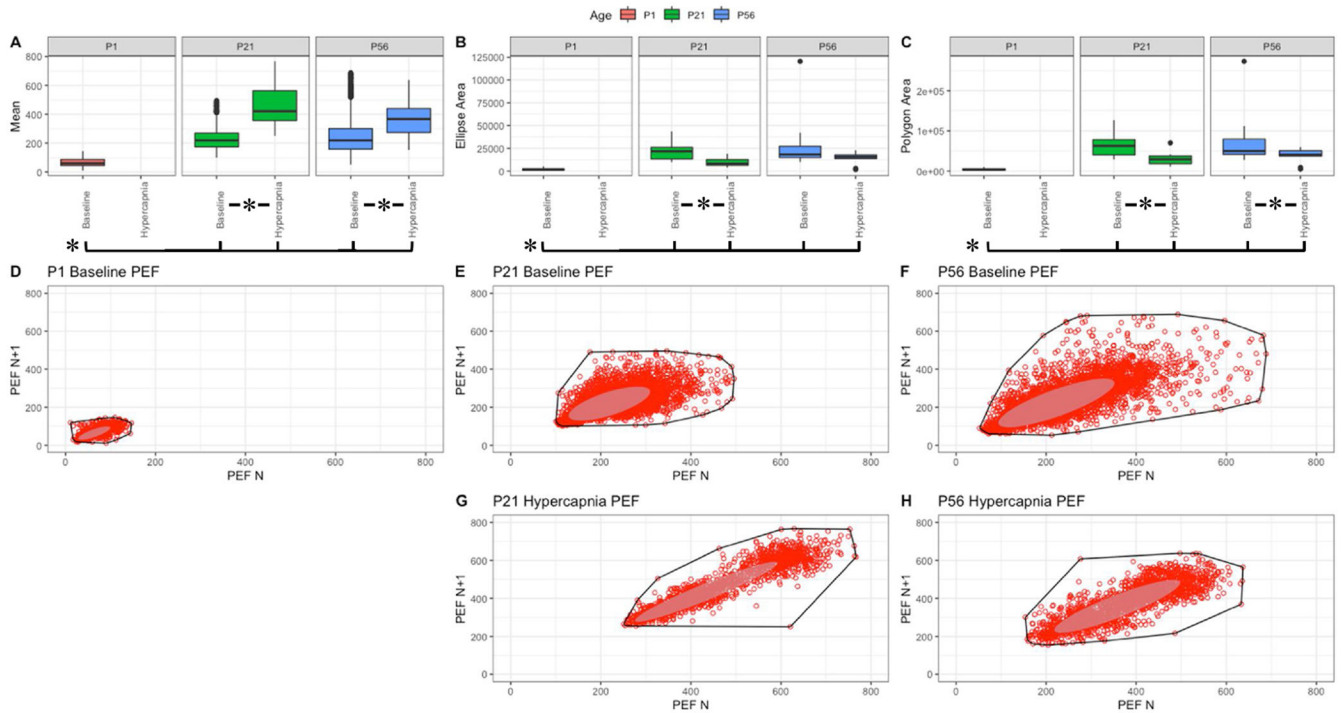 Age P1 P21 P56
A P1 P21 P56
Mean
800
600
400
200
0
Baseline
Hypercapnia
Baseline
*
Hypercapnia
Baseline
*
Hypercapnia
*
B P1 P21 P56
Ellipse Area
125000
100000
75000
50000
25000
0
Baseline
Hypercapnia
Baseline
*
Hypercapnia
Baseline
Hypercapnia
*
C P1 P21 P56
Polygon Area
2e+05
1e+05
0e+00
Baseline
Hypercapnia
Baseline
*
Hypercapnia
Baseline
*
Hypercapnia
*
D P1 Baseline PEF
PEF N+1
800
600
400
200
0
0 200 400 600 800
PEF N
E P21 Baseline PEF
PEF N+1
800
600
400
200
0
0 200 400 600 800
PEF N
F P56 Baseline PEF
PEF N+1
800
600
400
200
0
0 200 400 600 800
PEF N
G P21 Hypercapnia PEF
PEF N+1
800
600
400
200
0
0 200 400 600 800
PEF N
H P56 Hypercapnia PEF
PEF N+1
800
600
400
200
0
0 200 400 600 800
PEF N